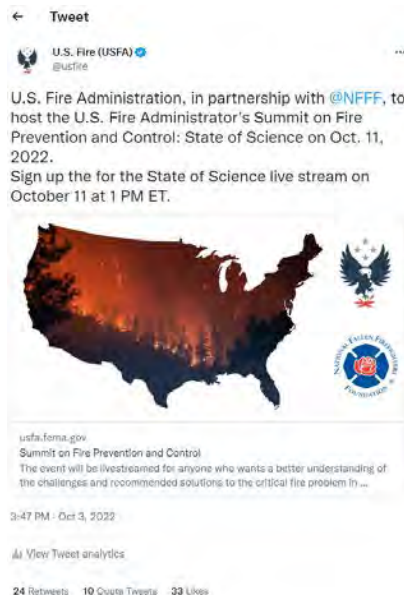 Tweet
U.S. Fire (USFA)
@usfire
U.S. Fire Administration, in partnership with @NFFF, to
host the U.S. Fire Administrator's Summit on Fire
Prevention and Control: State of Science on Oct. 11,
2022.
Sign up the for the State of Science live stream on
October 11 at 1 PM ET.
NATIONAL FALLEN FIREFIGHTERS
FOUNDATION
usfa.fema.gov
Summit on Fire Prevention and Control
The event will be livestreamed for anyone who wants a better understanding of
the challenges and recommended solutions to the critical fire problem in ...
3:47 PM · Oct 3, 2022
View Tweet analytics
24 Retweets 10 Quote Tweets 33 Likes